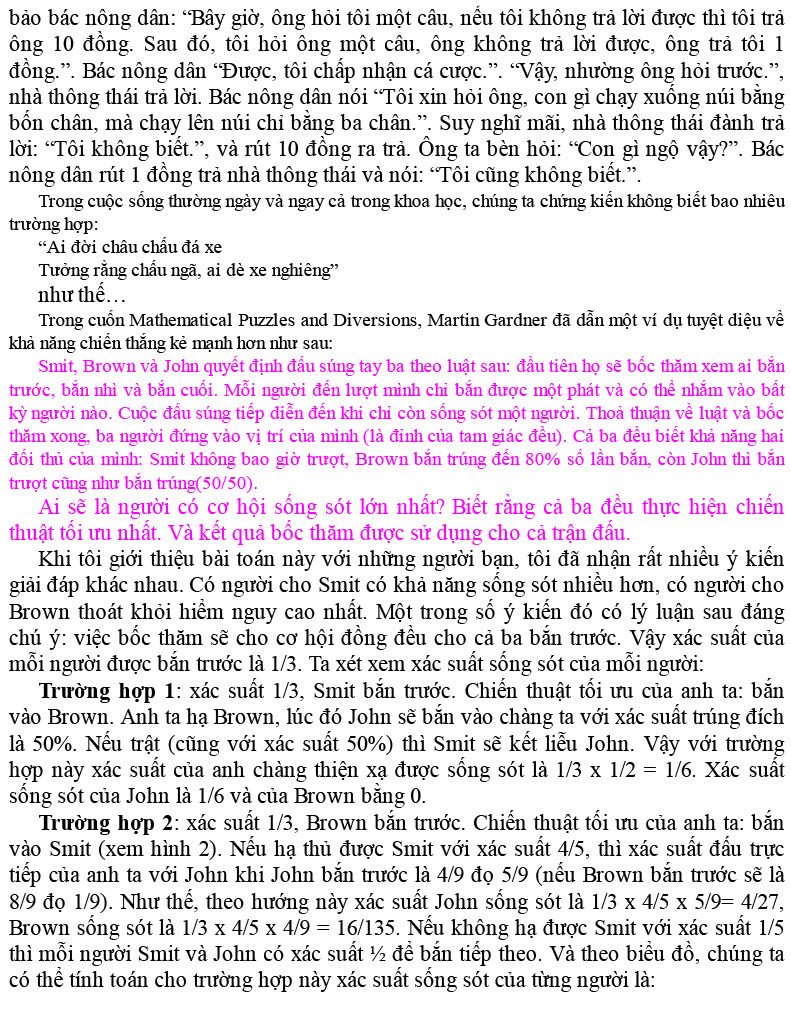 bảo bác nông dân: “Bây giờ, ông hỏi tôi một câu, nếu tôi không trả lời được thì tôi trả
ông 10 đồng. Sau đó, tôi hỏi ông một câu, ông không trả lời được, ông trả tôi 1
đồng.”. Bác nông dân “Được, tôi chấp nhận cá cược.”. “Vậy, nhường ông hỏi trước.”,
nhà thông thái trả lời. Bác nông dân nói “Tôi xin hỏi ông, con gì chạy xuống núi bằng
bốn chân, mà chạy lên núi chỉ bằng ba chân.”. Suy nghĩ mãi, nhà thông thái đành trả
lời: “Tôi không biết.”, và rút 10 đồng ra trả. Ông ta bèn hỏi: “Con gì ngộ vậy?”. Bác
nông dân rút 1 đồng trả nhà thông thái và nói: “Tôi cũng không biết.”.
Trong cuộc sống thường ngày và ngay cả trong khoa học, chúng ta chứng kiến không biết bao nhiêu
trường hợp:
“Ai đời châu chấu đá xe
Tưởng rằng chấu ngã, ai dè xe nghiêng”
như thế…
Trong cuốn Mathematical Puzzles and Diversions, Martin Gardner đã dẫn một ví dụ tuyệt diệu về
khả năng chiến thắng kẻ mạnh hơn như sau:
Smit, Brown và John quyết định đấu súng tay ba theo luật sau: đầu tiên họ sẽ bốc thăm xem ai bắn
trước, bắn nhì và bắn cuối. Mỗi người đến lượt mình chỉ bắn được một phát và có thể nhắm vào bất
kỳ người nào. Cuộc đấu súng tiếp diễn đến khi chỉ còn sống sót một người. Thoả thuận về luật và bốc
thăm xong, ba người đứng vào vị trí của mình (là đỉnh của tam giác đều). Cả ba đều biết khả năng hai
đối thủ của mình: Smit không bao giờ trượt, Brown bắn trúng đến 80% số lần bắn, còn John thì bắn
trượt cũng như bắn trúng(50/50).
Ai sẽ là người có cơ hội sống sót lớn nhất? Biết rằng cả ba đều thực hiện chiến
thuật tối ưu nhất. Và kết quả bốc thăm được sử dụng cho cả trận đấu.
Khi tôi giới thiệu bài toán này với những người bạn, tôi đã nhận rất nhiều ý kiến
giải đáp khác nhau. Có người cho Smit có khả năng sống sót nhiều hơn, có người cho
Brown thoát khỏi hiểm nguy cao nhất. Một trong số ý kiến đó có lý luận sau đáng
chú ý: việc bốc thăm sẽ cho cơ hội đồng đều cho cả ba bắn trước. Vậy xác suất của
mỗi người được bắn trước là 1/3. Ta xét xem xác suất sống sót của mỗi người:
Trường hợp 1: xác suất 1/3, Smit bắn trước. Chiến thuật tối ưu của anh ta: bắn
vào Brown. Anh ta hạ Brown, lúc đó John sẽ bắn vào chàng ta với xác suất trúng đích
là 50%. Nếu trật (cũng với xác suất 50%) thì Smit sẽ kết liễu John. Vậy với trường
hợp này xác suất của anh chàng thiện xạ được sống sót là 1/3 x 1/2 = 1/6. Xác suất
sống sót của John là 1/6 và của Brown bằng 0.
Trường hợp 2: xác suất 1/3, Brown bắn trước. Chiến thuật tối ưu của anh ta: bắn
vào Smit (xem hình 2). Nếu hạ thủ được Smit với xác suất 4/5, thì xác suất đấu trực
tiếp của anh ta với John khi John bắn trước là 4/9 đọ 5/9 (nếu Brown bắn trước sẽ là
8/9 đọ 1/9). Như thế, theo hướng này xác suất John sống sót là 1/3 x 4/5 x 5/9= 4/27,
Brown sống sót là 1/3 x 4/5 x 4/9 = 16/135. Nếu không hạ được Smit với xác suất 1/5
thì mỗi người Smit và John có xác suất ½ để bắn tiếp theo. Và theo biểu đồ, chúng ta
có thể tính toán cho trường hợp này xác suất sống sót của từng người là: